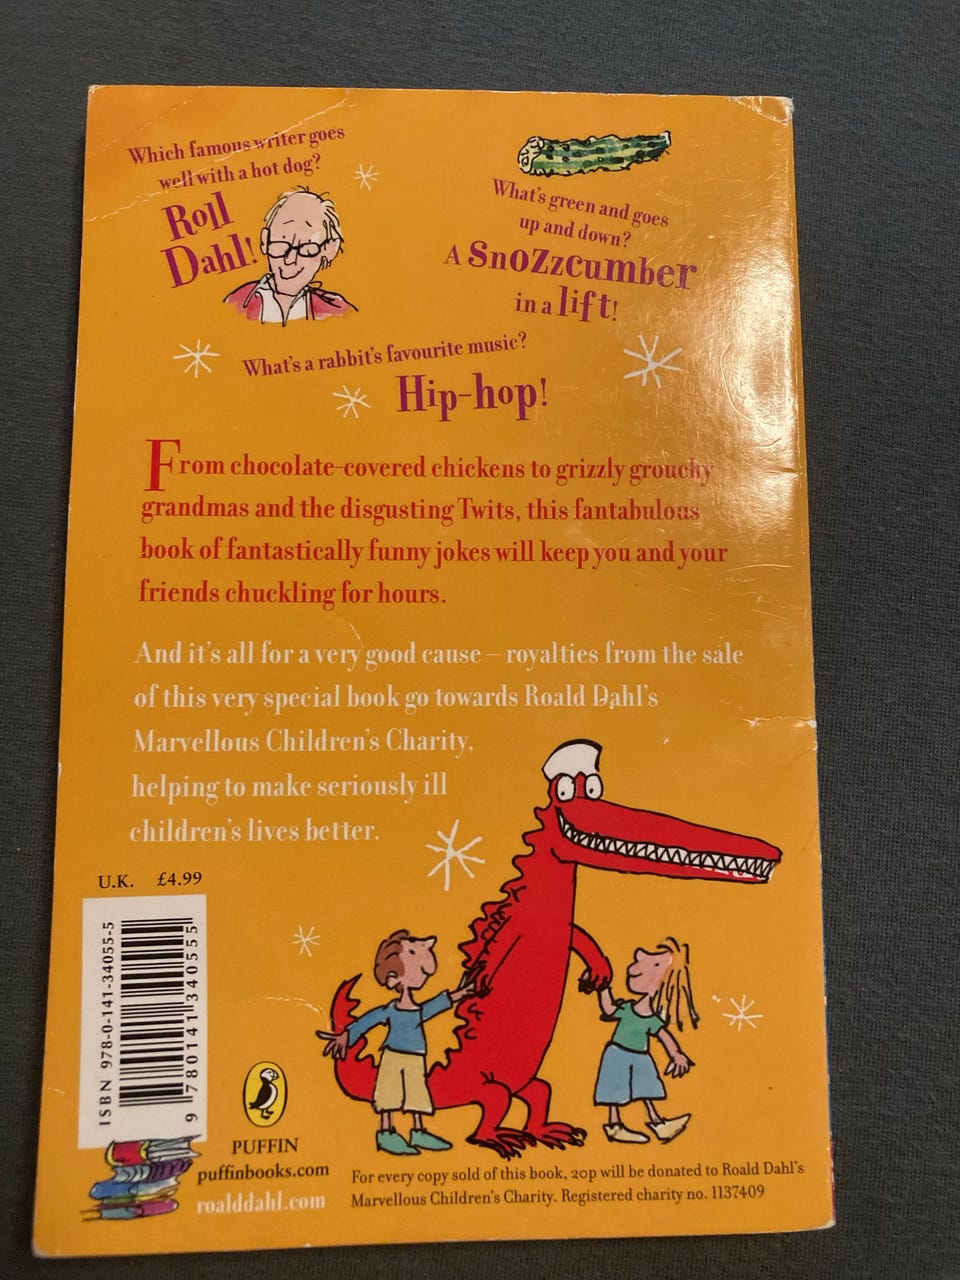 Which famous writer goes
well with a hot dog?
Roll
Dahl!
What's green and goes
up and down?
A Snozzcumber
in a lift!
What's a rabbit's favourite music?
Hip-hop!
From chocolate-covered chickens to grizzly grouchy
grandmas and the disgusting Twits, this fantabulous
book of fantastically funny jokes will keep you and your
friends chuckling for hours.
And it's all for a very good cause – royalties from the sale
of this very special book go towards Roald Dahl's
Marvellous Children's Charity,
helping to make seriously ill
children's lives better.
U.K. £4.99
ISBN 978-0-141-34055-5
9 780141 340555
PUFFIN
puffinbooks.com
roalddahl.com
For every copy sold of this book, 20p will be donated to Roald Dahl's
Marvellous Children's Charity. Registered charity no. 1137409